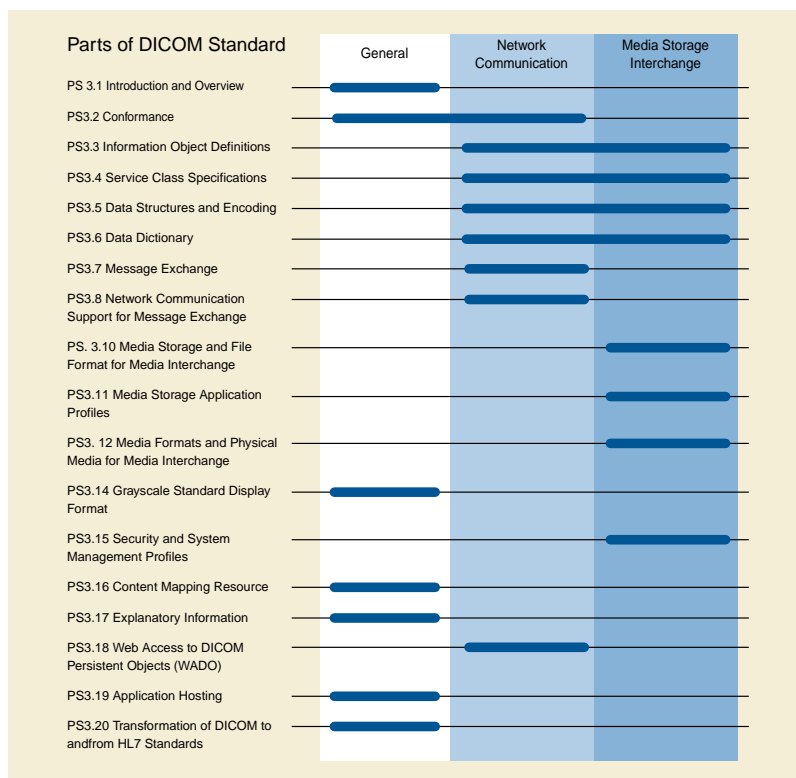 Parts of DICOM Standard
General
Network
Communication
Media Storage
Interchange
PS 3.1 Introduction and Overview
PS3.2 Conformance
PS3.3 Information Object Definitions
PS3.4 Service Class Specifications
PS3.5 Data Structures and Encoding
PS3.6 Data Dictionary
PS3.7 Message Exchange
PS3.8 Network Communication
Support for Message Exchange
PS. 3.10 Media Storage and File
Format for Media Interchange
PS3.11 Media Storage Application
Profiles
PS3. 12 Media Formats and Physical
Media for Media Interchange
PS3.14 Grayscale Standard Display
Format
PS3.15 Security and System
Management Profiles
PS3.16 Content Mapping Resource
PS3.17 Explanatory Information
PS3.18 Web Access to DICOM
Persistent Objects (WADO)
PS3.19 Application Hosting
PS3.20 Transformation of DICOM to
andfrom HL7 Standards